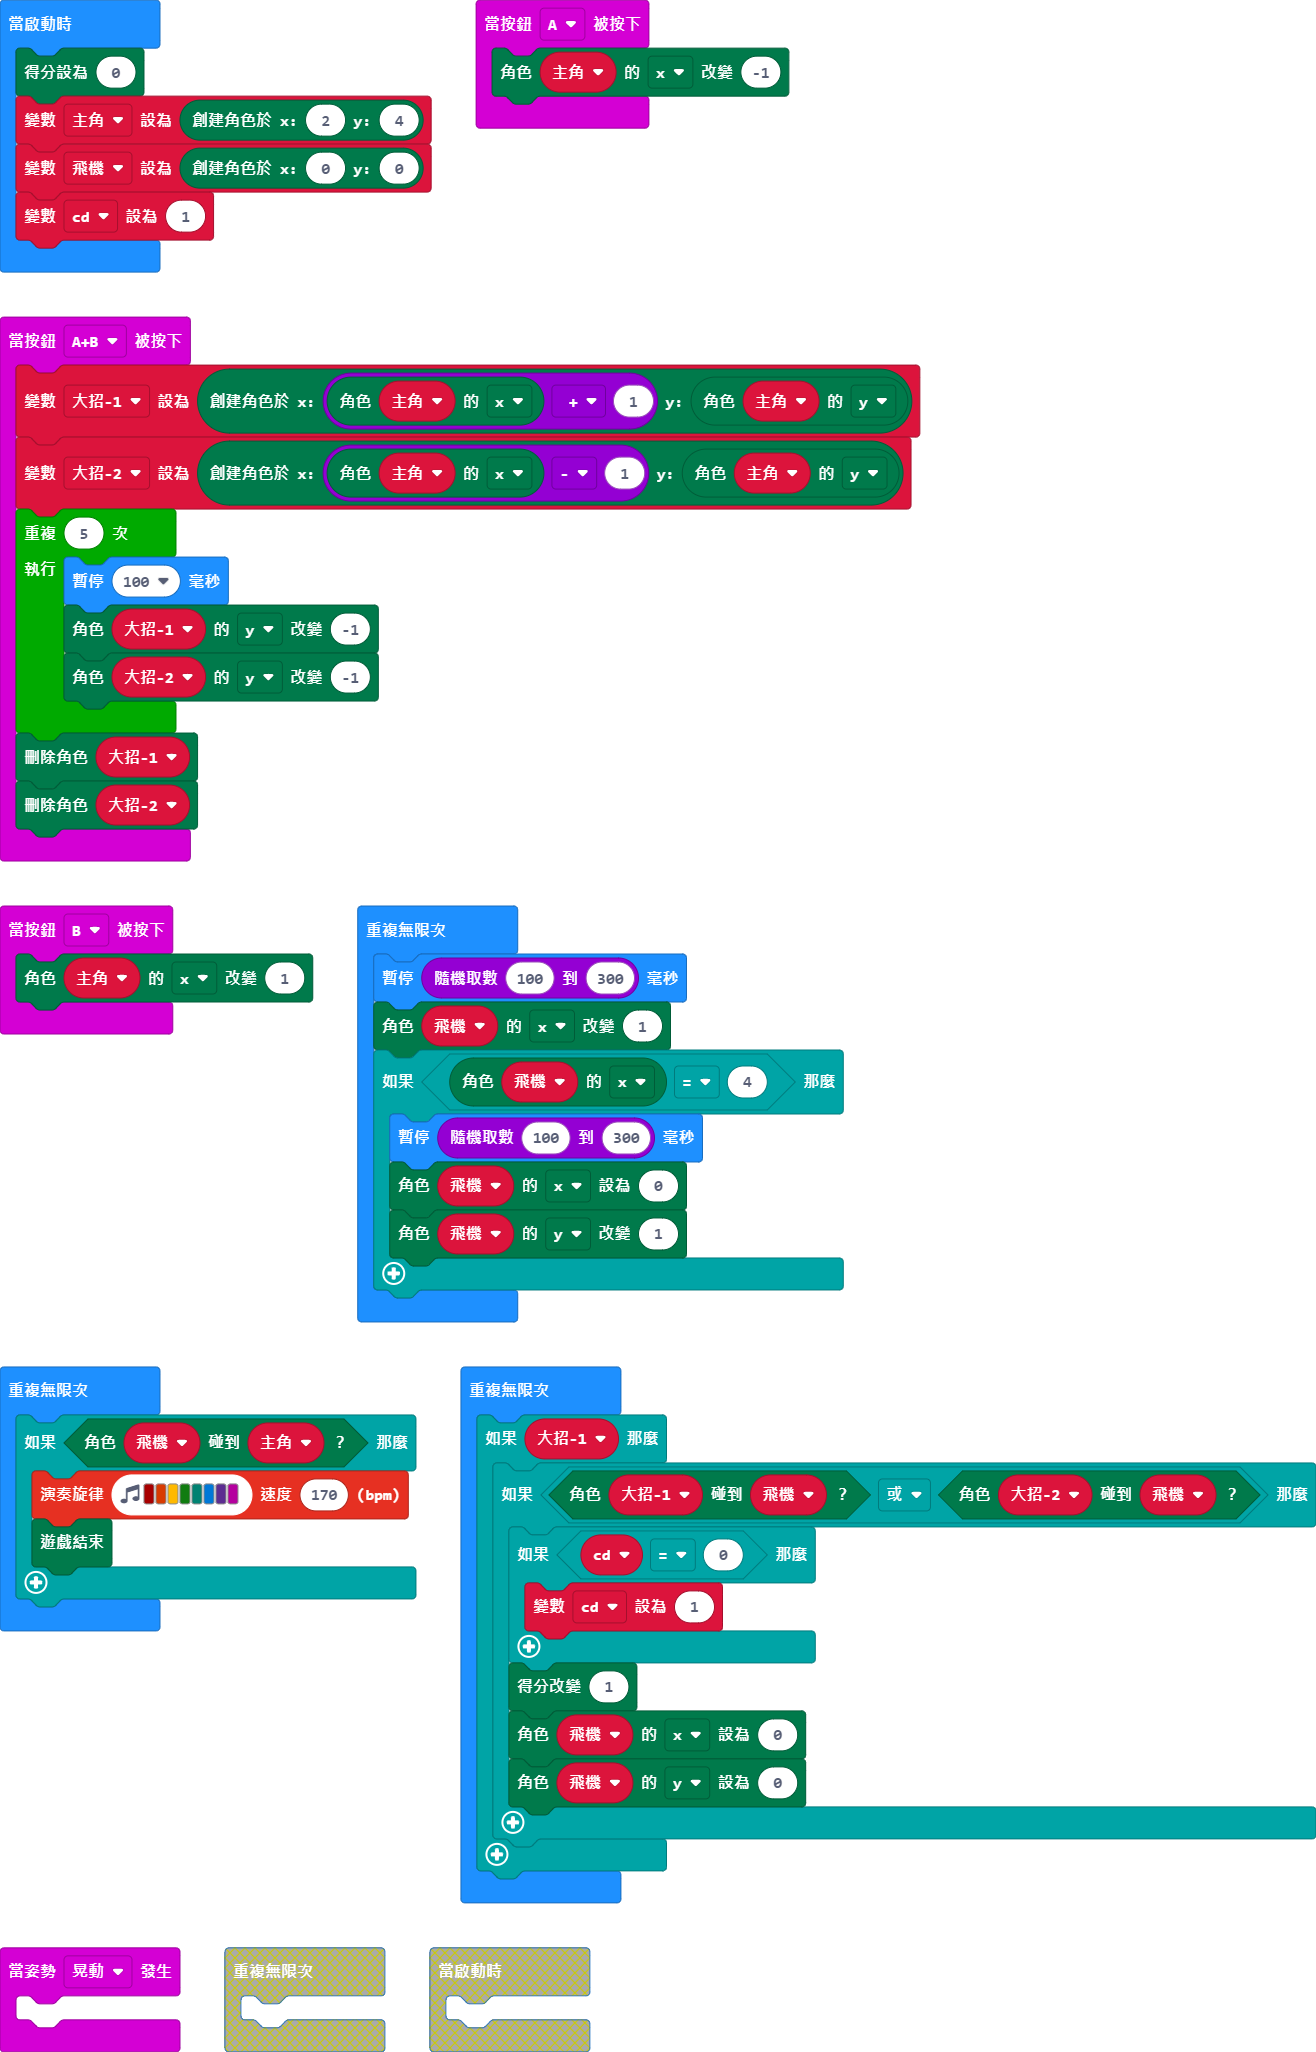 當啟動時
得分設為 0
變數 主角 設為 創建角色於 x: 2 y: 4
變數 飛機 設為 創建角色於 x: 0 y: 0
變數 cd 設為 1
當按鈕 A 被按下
角色 主角 的 x 改變 -1
當按鈕 A+B 被按下
變數 大招-1 設為 創建角色於 x: 角色 主角 的 x + 1 y: 角色 主角 的 y
變數 大招-2 設為 創建角色於 x: 角色 主角 的 x - 1 y: 角色 主角 的 y
重複 5 次
執行
暫停 100 毫秒
角色 大招-1 的 y 改變 -1
角色 大招-2 的 y 改變 -1
刪除角色 大招-1
刪除角色 大招-2
當按鈕 B 被按下
角色 主角 的 x 改變 1
重複無限次
暫停 隨機取數 100 到 300 毫秒
角色 飛機 的 x 改變 1
如果 角色 飛機 的 x = 4 那麼
暫停 隨機取數 100 到 300 毫秒
角色 飛機 的 x 設為 0
角色 飛機 的 y 改變 1
重複無限次
如果 角色 飛機 碰到 主角 ? 那麼
演奏旋律 速度 170 (bpm)
遊戲結束
重複無限次
如果 大招-1 那麼
如果 角色 大招-1 碰到 飛機 ? 或 角色 大招-2 碰到 飛機 ? 那麼
如果 cd = 0 那麼
變數 cd 設為 1
得分改變 1
角色 飛機 的 x 設為 0
角色 飛機 的 y 設為 0
當姿勢 晃動 發生
重複無限次
當啟動時